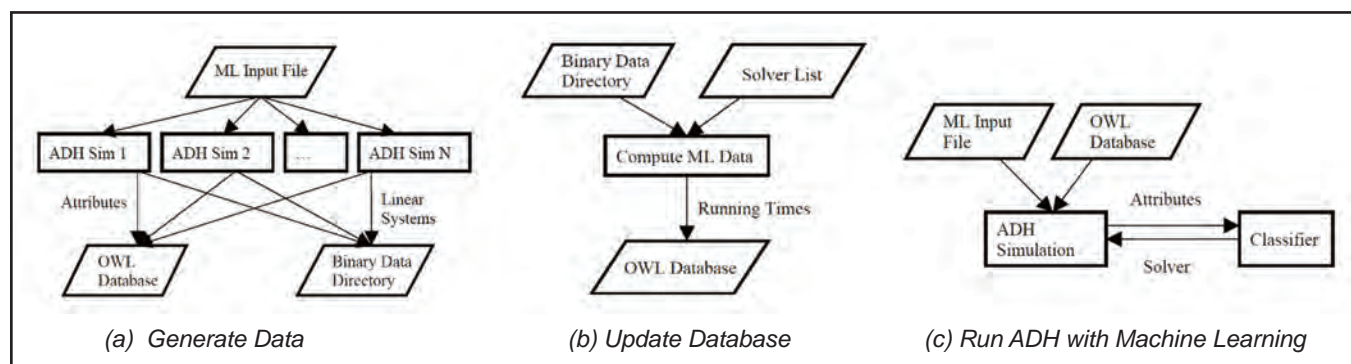 ML Input File
ADH Sim 1
ADH Sim 2
...
ADH Sim N
Attributes
Linear
Systems
OWL
Database
Binary Data
Directory
(a) Generate Data
Binary Data
Directory
Solver List
Compute ML Data
Running Times
OWL Database
(b) Update Database
ML Input
File
OWL
Database
ADH
Simulation
Attributes
Solver
Classifier
(c) Run ADH with Machine Learning